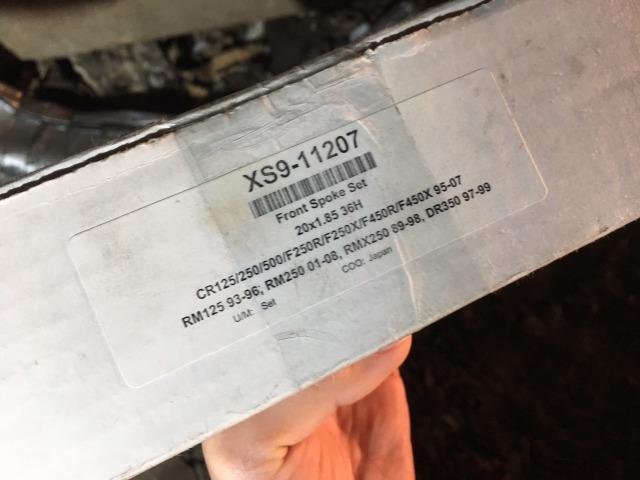 XS9-11207
Front Spoke Set
20x1.85 36H
CR125/250/500/F250R/F250X/F450R/F450X 95-07
RM125 93-96; RM250 01-08, RMX250 89-98, DR350 97-99
U/M: Set COO: Japan